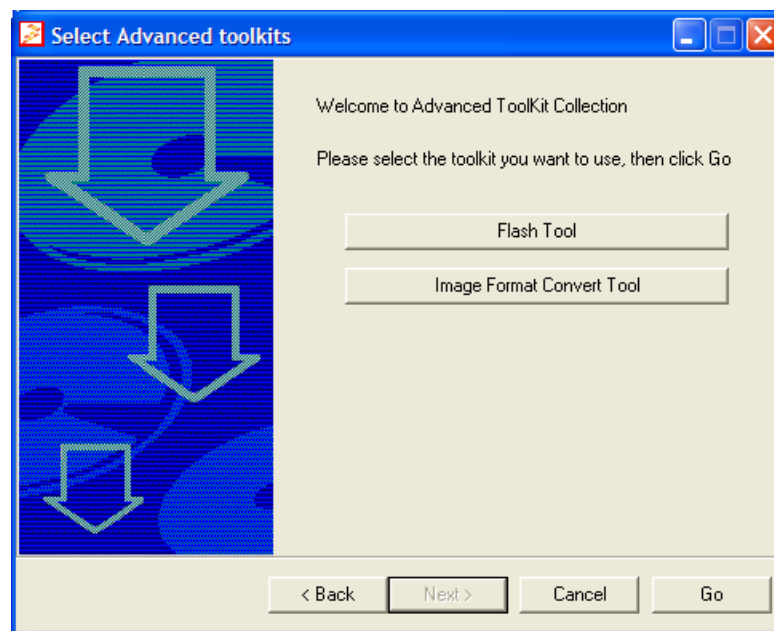 Select Advanced toolkits
Welcome to Advanced ToolKit Collection
Please select the toolkit you want to use, then click Go
Flash Tool
Image Format Convert Tool
< Back Next > Cancel Go